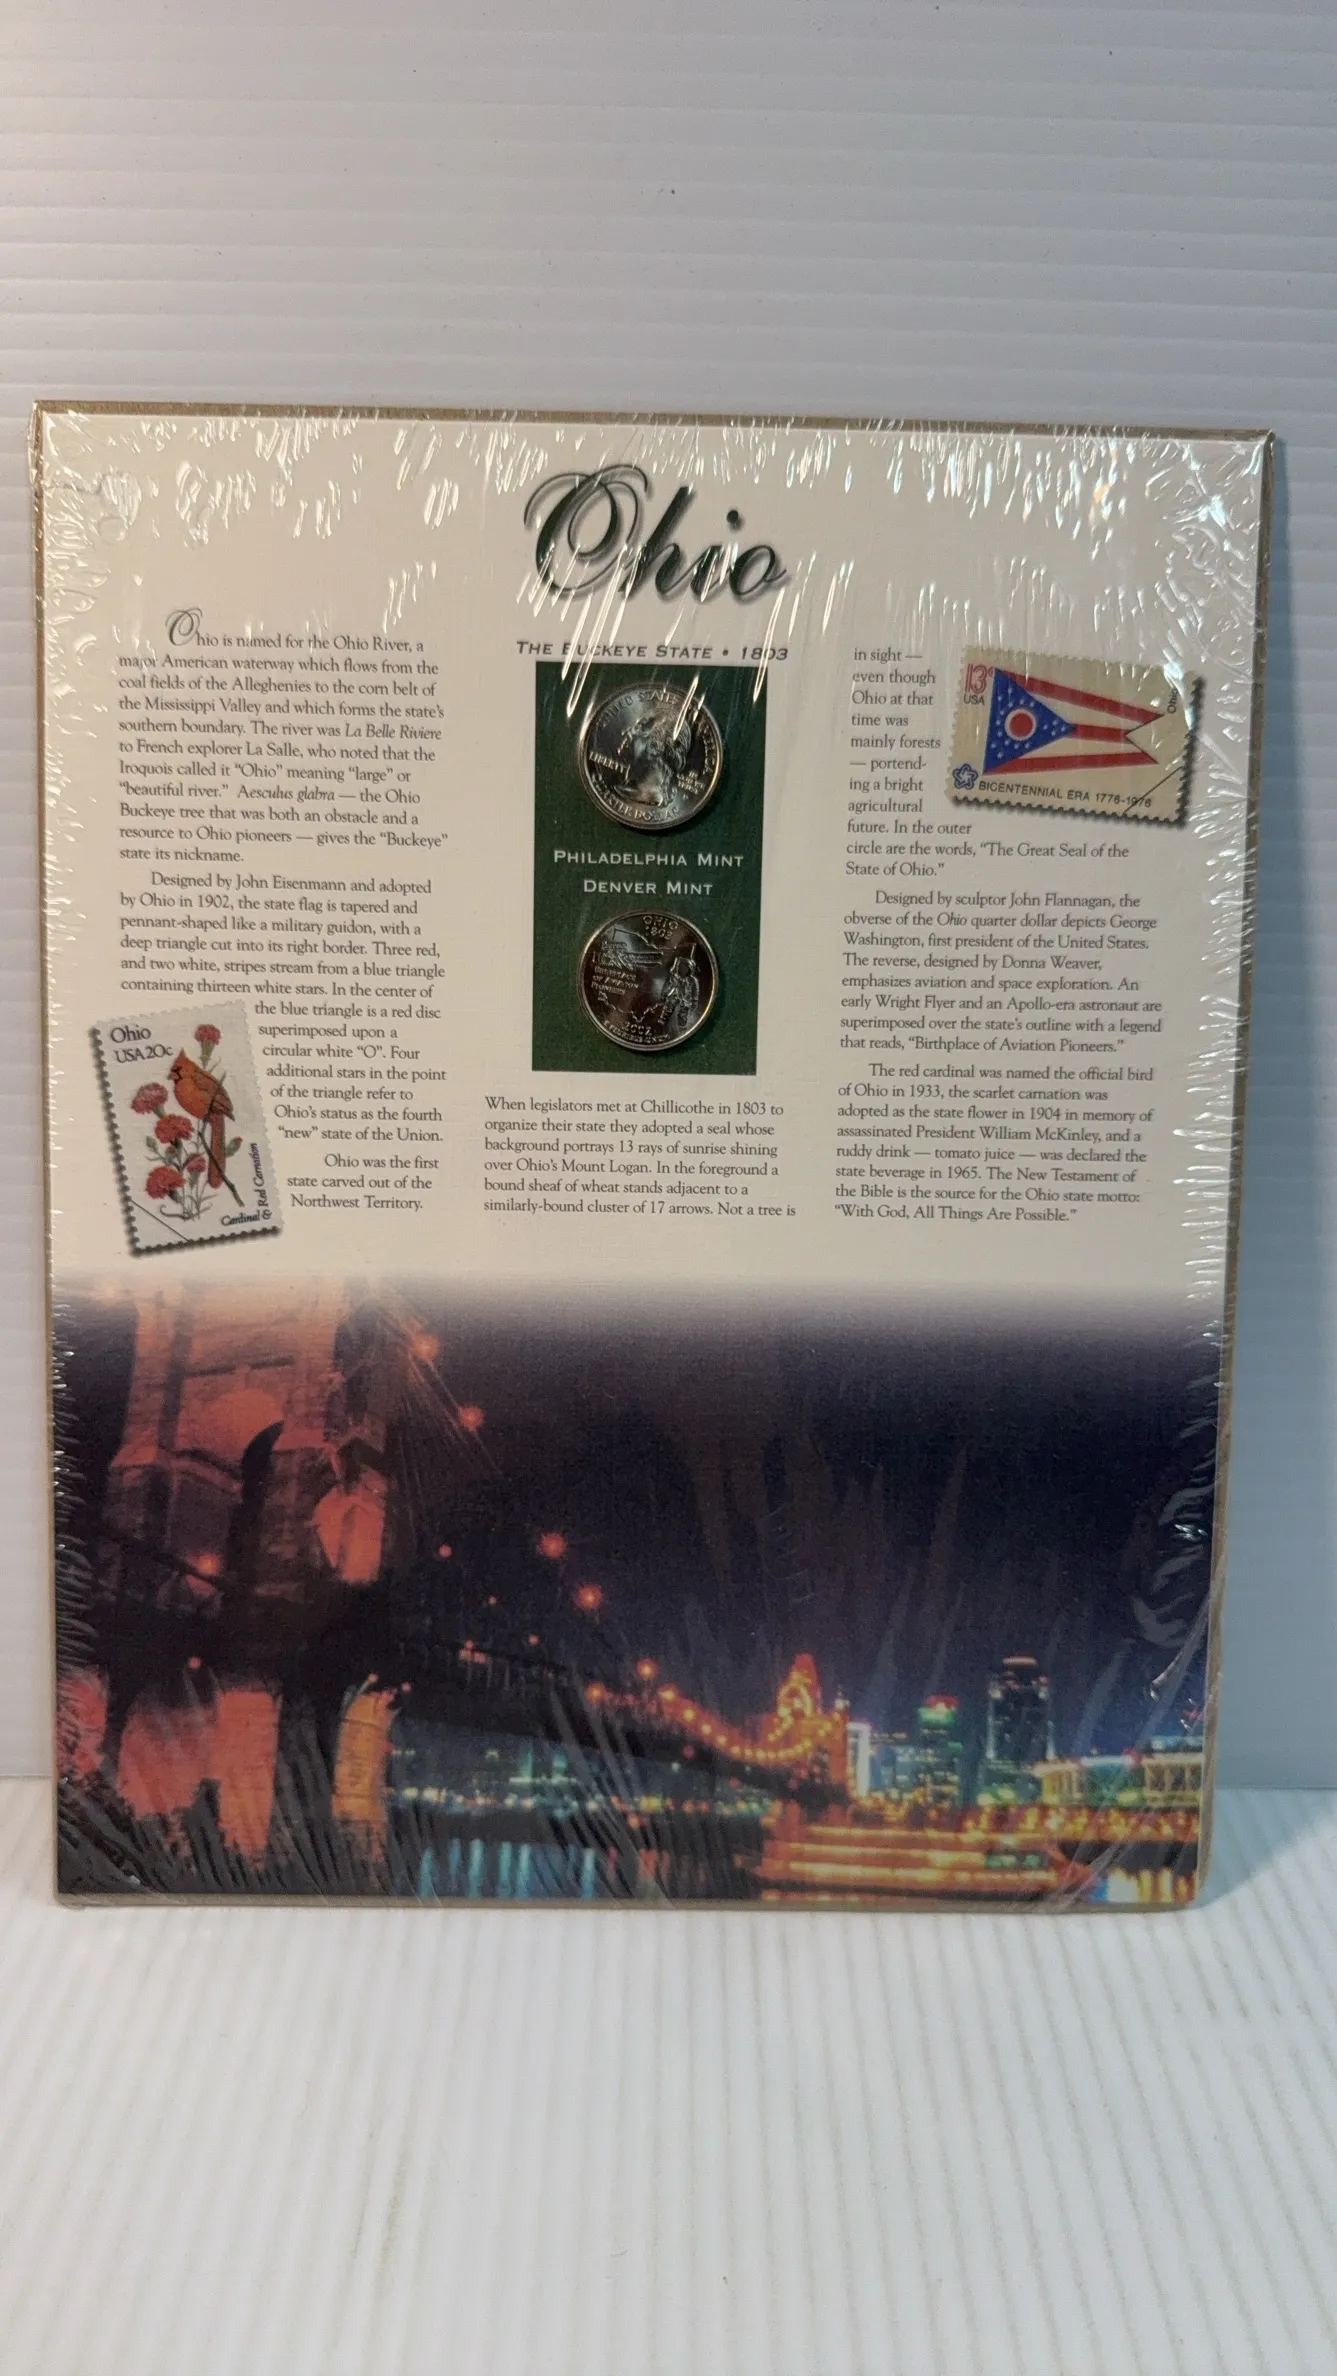 Ohio
Ohio is named for the Ohio River, a
major American waterway which flows from the
coal fields of the Alleghenies to the corn belt of
the Mississippi Valley and which forms the state's
southern boundary. The river was La Belle Riviere
to French explorer La Salle, who noted that the
Iroquois called it "Ohio" meaning "large" or
"beautiful river." Aesculus glabra — the Ohio
Buckeye tree that was both an obstacle and a
resource to Ohio pioneers — gives the "Buckeye"
state its nickname.
Designed by John Eisenmann and adopted
by Ohio in 1902, the state flag is tapered and
pennant-shaped like a military guidon, with a
deep triangle cut into its right border. Three red,
and two white, stripes stream from a blue triangle
containing thirteen white stars. In the center of
the blue triangle is a red disc
superimposed upon a
circular white "O". Four
additional stars in the point
of the triangle refer to
Ohio's status as the fourth
"new" state of the Union.
Ohio was the first
state carved out of the
Northwest Territory.
Ohio
USA 20c
Cardinal & Red Carnation
THE BUCKEYE STATE • 1803
UNITED STATES OF AMERICA
LIBERTY
IN GOD WE TRUST
QUARTER DOLLAR
PHILADELPHIA MINT
DENVER MINT
OHIO
1803
BIRTHPLACE
OF AVIATION
PIONEERS
2002
E PLURIBUS UNUM
When legislators met at Chillicothe in 1803 to
organize their state they adopted a seal whose
background portrays 13 rays of sunrise shining
over Ohio's Mount Logan. In the foreground a
bound sheaf of wheat stands adjacent to a
similarly-bound cluster of 17 arrows. Not a tree is
in sight —
even though
Ohio at that
time was
mainly forests
— portend-
ing a bright
agricultural
future. In the outer
circle are the words, "The Great Seal of the
State of Ohio."
13c
USA
Ohio
BICENTENNIAL ERA 1776-1976
Designed by sculptor John Flannagan, the
obverse of the Ohio quarter dollar depicts George
Washington, first president of the United States.
The reverse, designed by Donna Weaver,
emphasizes aviation and space exploration. An
early Wright Flyer and an Apollo-era astronaut are
superimposed over the state's outline with a legend
that reads, "Birthplace of Aviation Pioneers."
The red cardinal was named the official bird
of Ohio in 1933, the scarlet carnation was
adopted as the state flower in 1904 in memory of
assassinated President William McKinley, and a
ruddy drink — tomato juice — was declared the
state beverage in 1965. The New Testament of
the Bible is the source for the Ohio state motto:
"With God, All Things Are Possible."